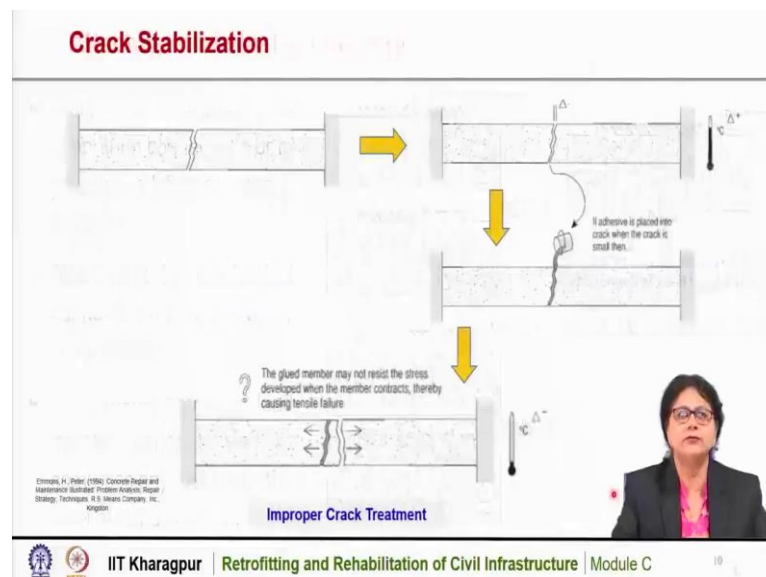 Crack Stabilization
Δ-
°C Δ+
If adhesive is placed into
crack when the crack is
small then...
?
The glued member may not resist the stress
developed when the member contracts, thereby
causing tensile failure
°C Δ-
Emmons, H., Peter, (1994) Concrete Repair and
Maintenance Illustrated: Problem Analysis, Repair
Strategy, Techniques. R.S. Means Company, Inc.,
Kingston
Improper Crack Treatment
IIT Kharagpur | Retrofitting and Rehabilitation of Civil Infrastructure | Module C
10